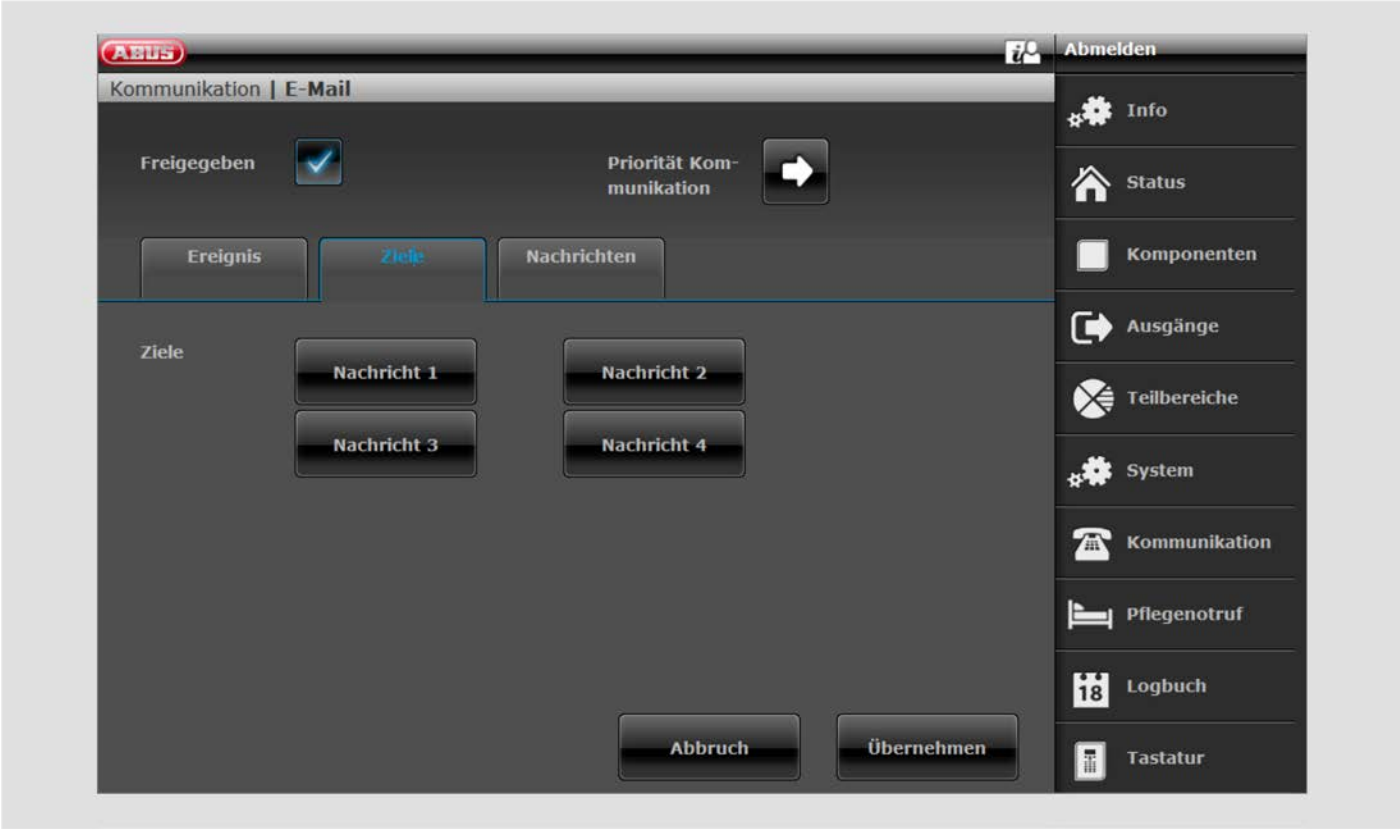 ABUS
Abmelden
Kommunikation | E-Mail
Info
Freigegeben
Priorität Kom-
munikation
Status
Ereignis
Ziele
Nachrichten
Komponenten
Ausgänge
Ziele
Nachricht 1
Nachricht 2
Teilbereiche
Nachricht 3
Nachricht 4
System
Kommunikation
Pflegenotruf
18
Logbuch
Abbruch
Übernehmen
Tastatur